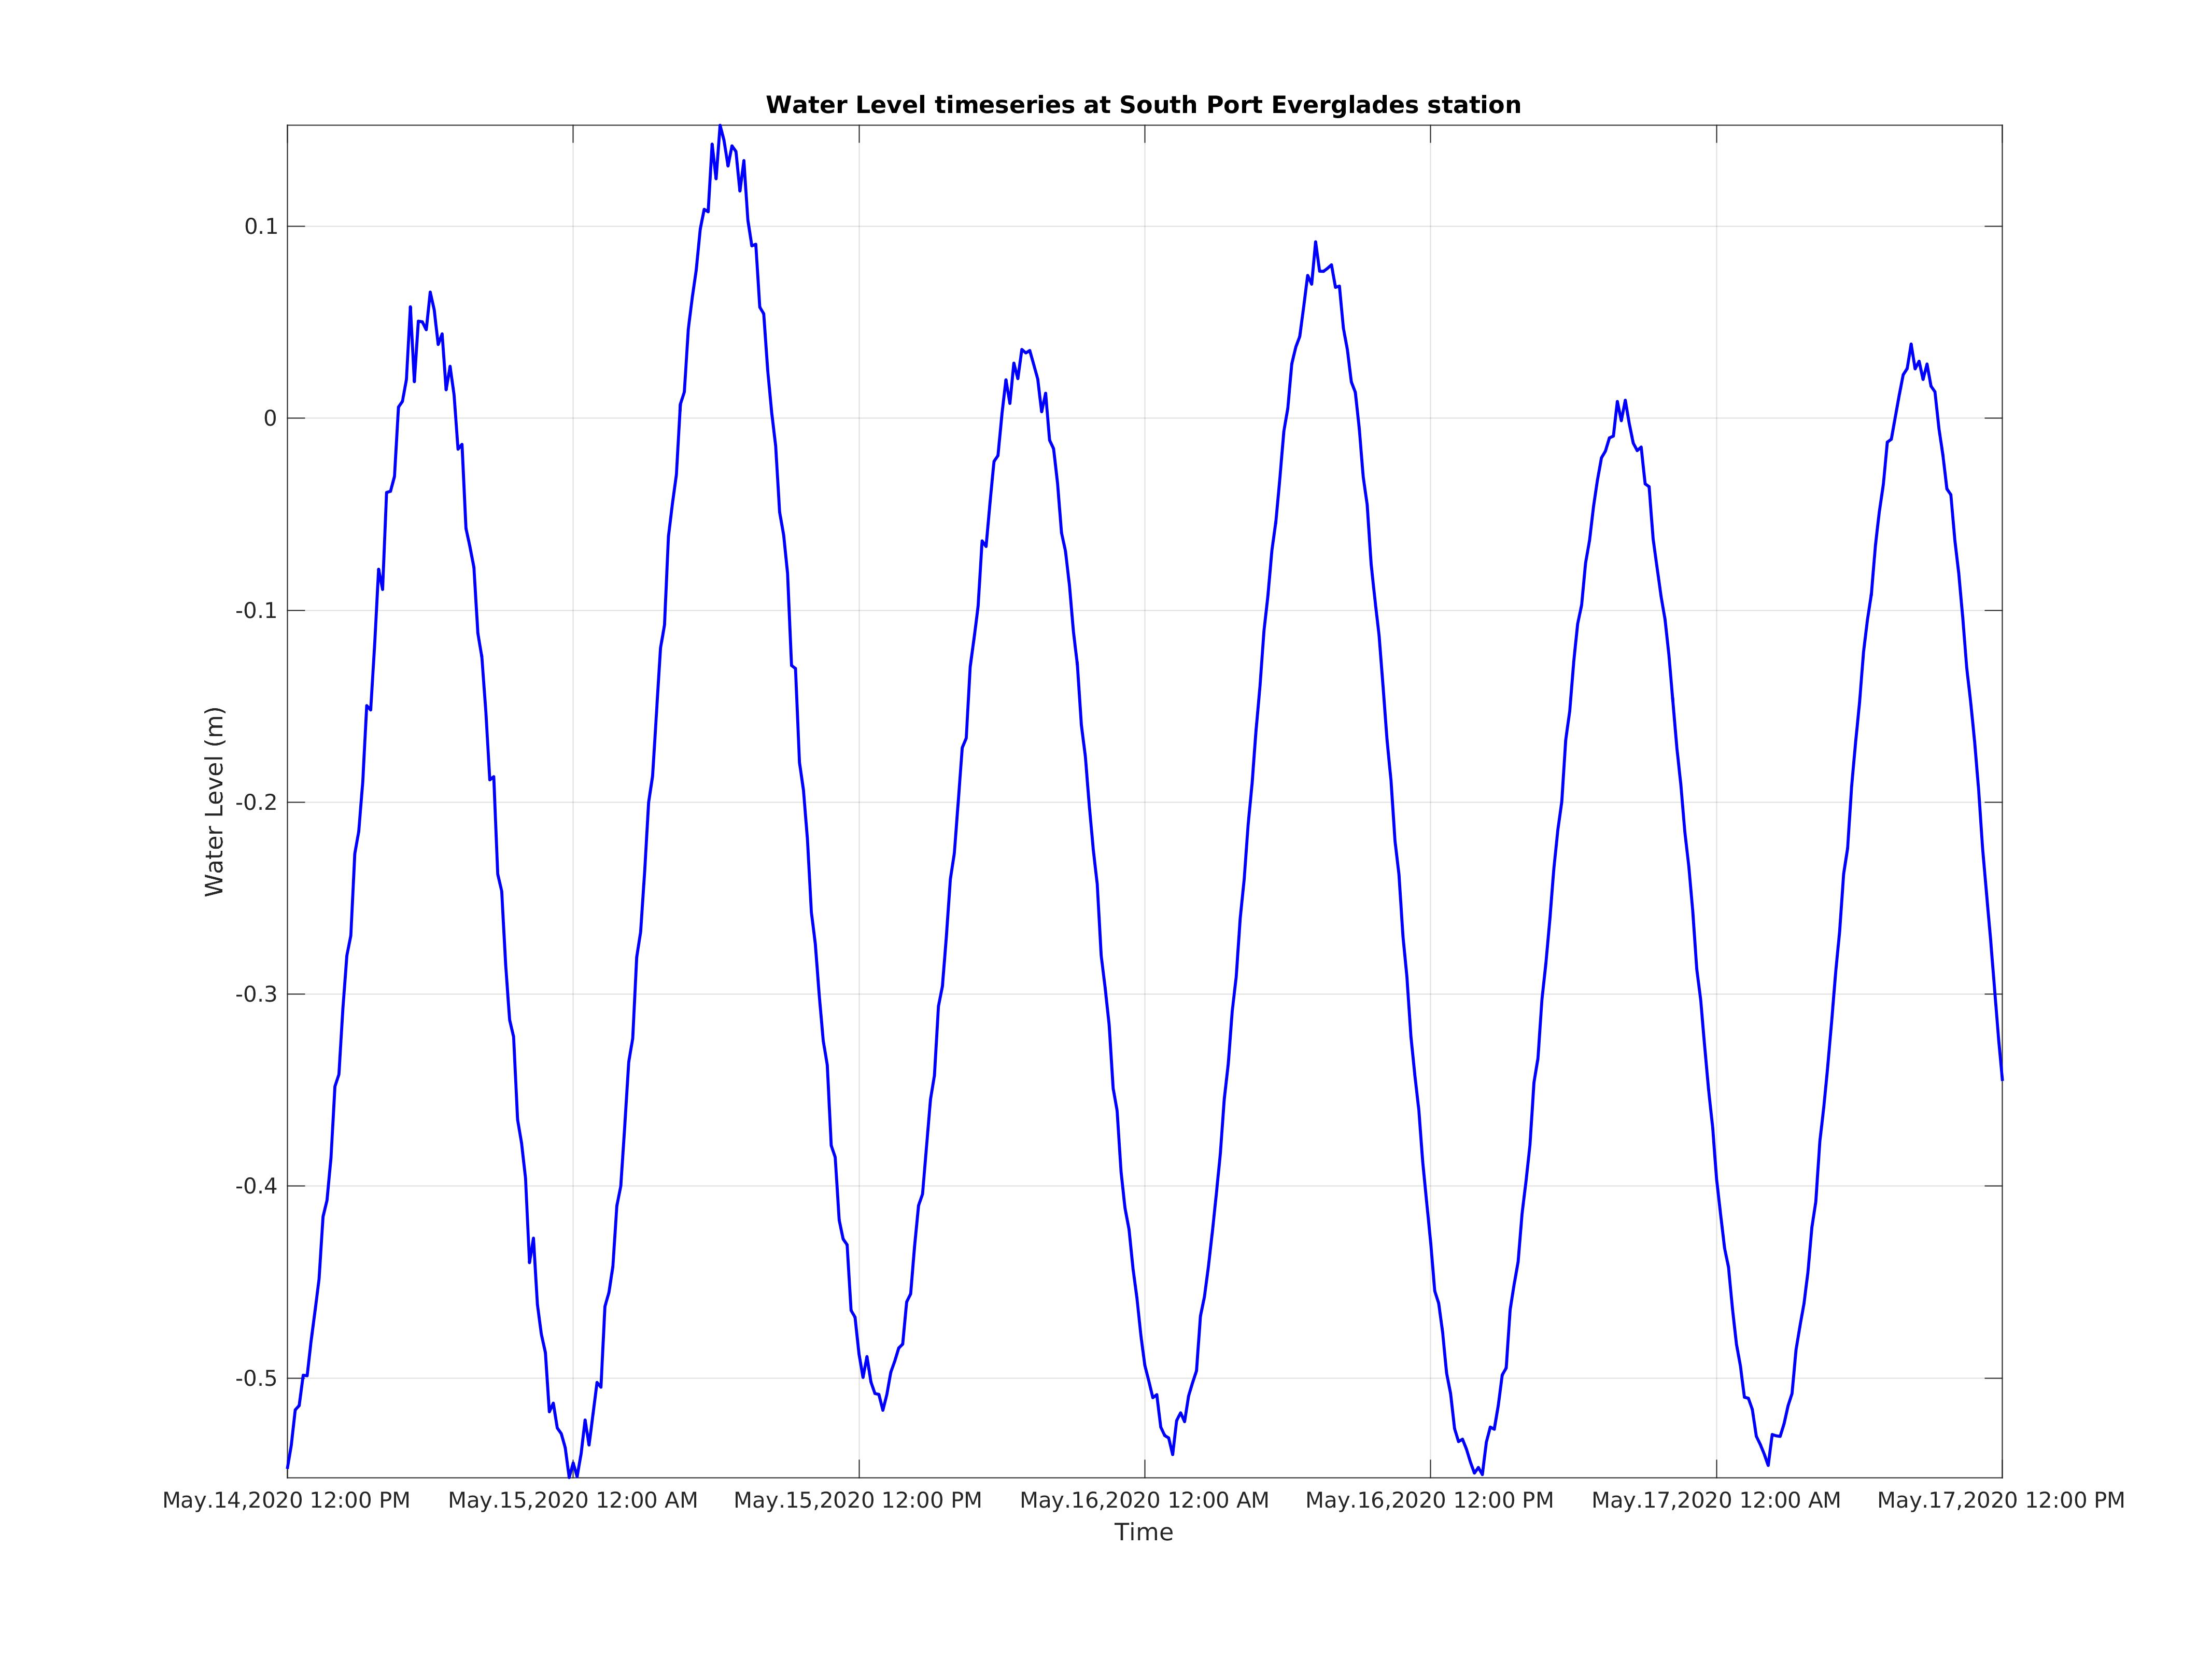 Water Level timeseries at South Port Everglades station
0.1
0
-0.1
-0.2
-0.3
-0.4
-0.5
Water Level (m)
May.14,2020 12:00 PM
May.15,2020 12:00 AM
May.15,2020 12:00 PM
May.16,2020 12:00 AM
May.16,2020 12:00 PM
May.17,2020 12:00 AM
May.17,2020 12:00 PM
Time